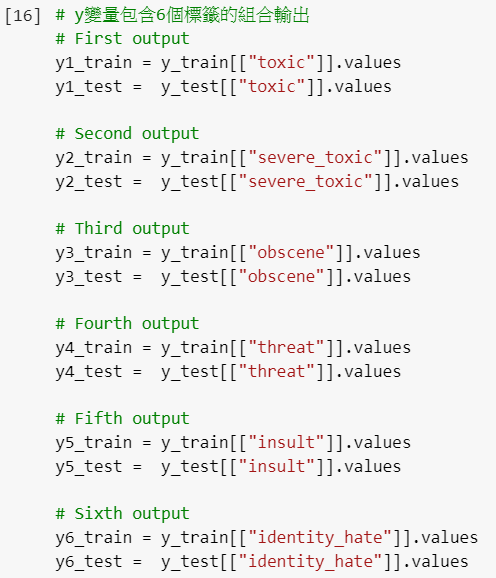 [16] # y變量包含6個標籤的組合輸出
# First output
y1_train = y_train[["toxic"]].values
y1_test =  y_test[["toxic"]].values

# Second output
y2_train = y_train[["severe_toxic"]].values
y2_test =  y_test[["severe_toxic"]].values

# Third output
y3_train = y_train[["obscene"]].values
y3_test =  y_test[["obscene"]].values

# Fourth output
y4_train = y_train[["threat"]].values
y4_test =  y_test[["threat"]].values

# Fifth output
y5_train = y_train[["insult"]].values
y5_test =  y_test[["insult"]].values

# Sixth output
y6_train = y_train[["identity_hate"]].values
y6_test =  y_test[["identity_hate"]].values